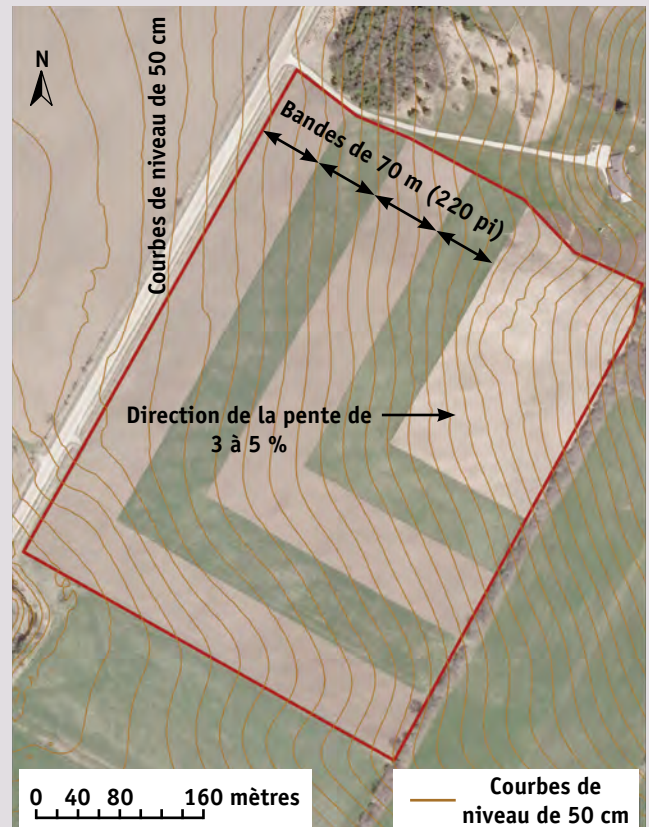 N
Courbes de niveau de 50 cm
Bandes de 70 m (220 pi)
Direction de la pente de
3 à 5 %
0 40 80 160 mètres
Courbes de
niveau de 50 cm